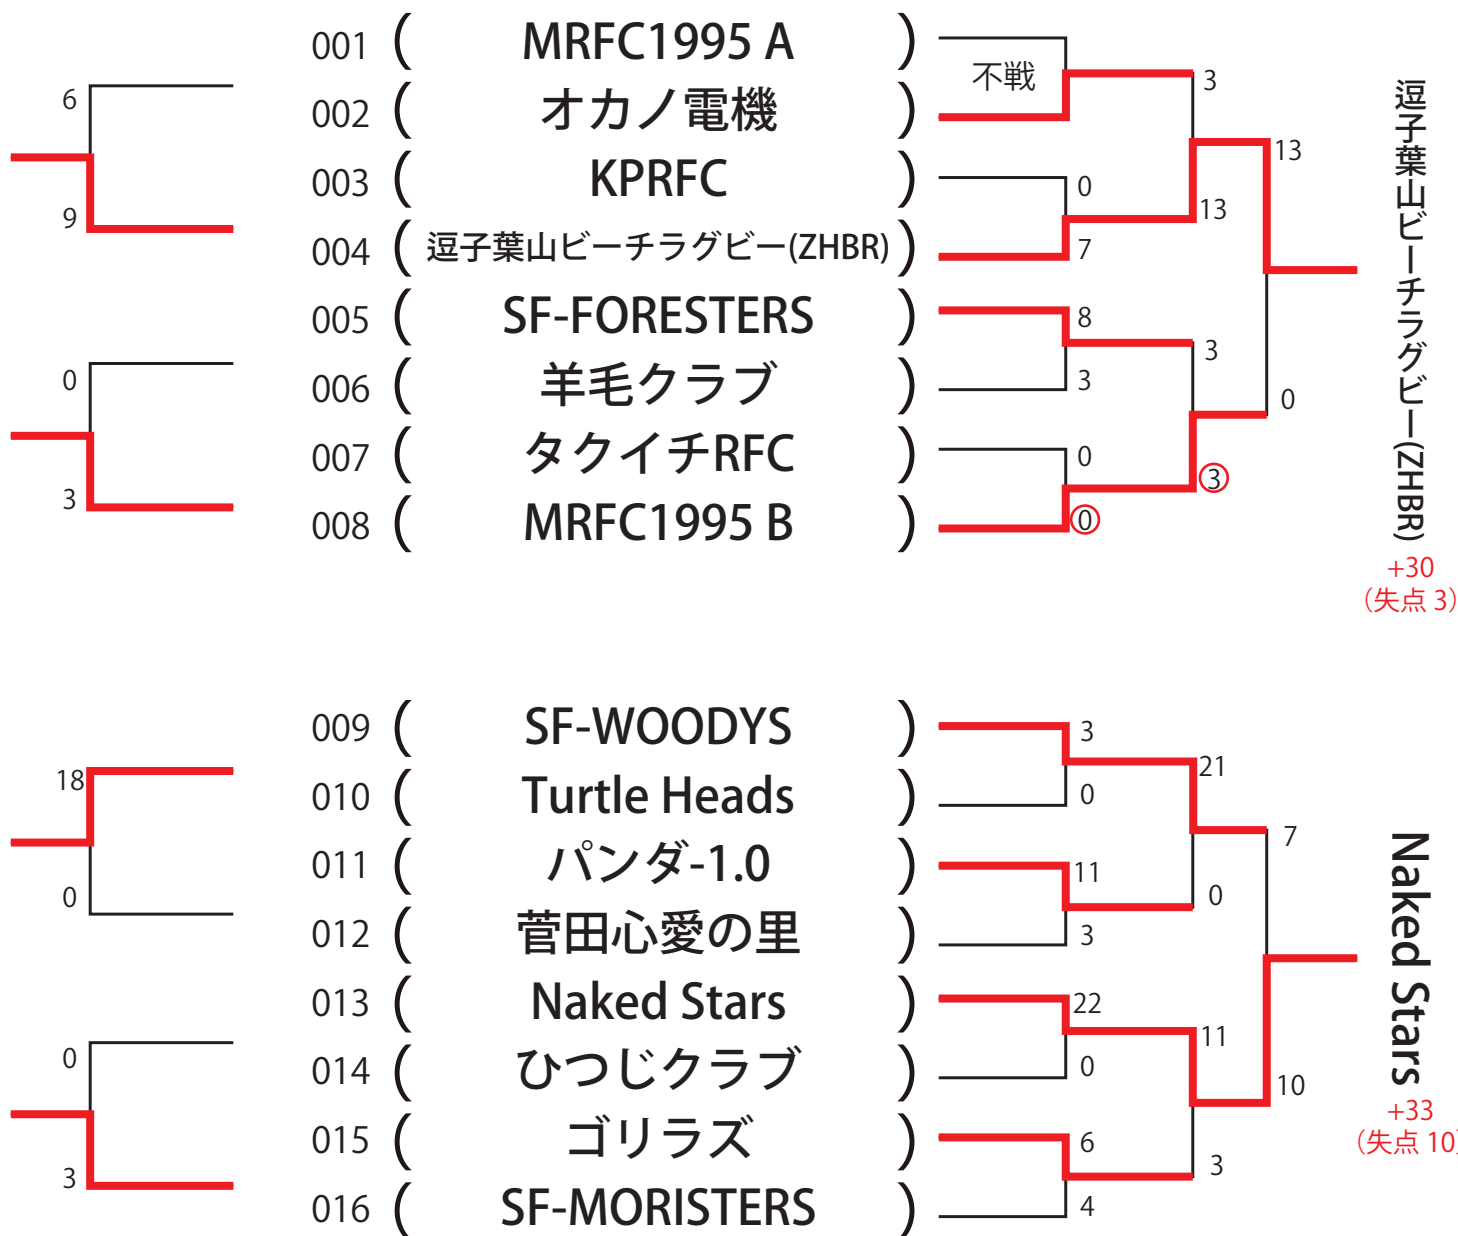 001 ( MRFC1995 A )
002 ( オカノ電機 )
003 ( KPRFC )
004 ( 逗子葉山ビーチラグビー(ZHBR) )
005 ( SF-FORESTERS )
006 ( 羊毛クラブ )
007 ( タクイチRFC )
008 ( MRFC1995 B )
6
9
0
3
不戦
0
7
8
3
0
0
3
13
3
3
13
0
逗子葉山ビーチラグビー(ZHBR)
+30
(失点 3)
009 ( SF-WOODYS )
010 ( Turtle Heads )
011 ( パンダ-1.0 )
012 ( 菅田心愛の里 )
013 ( Naked Stars )
014 ( ひつじクラブ )
015 ( ゴリラズ )
016 ( SF-MORISTERS )
18
0
0
3
3
0
11
3
22
0
6
4
21
0
11
3
7
10
Naked Stars
+33
(失点 10)